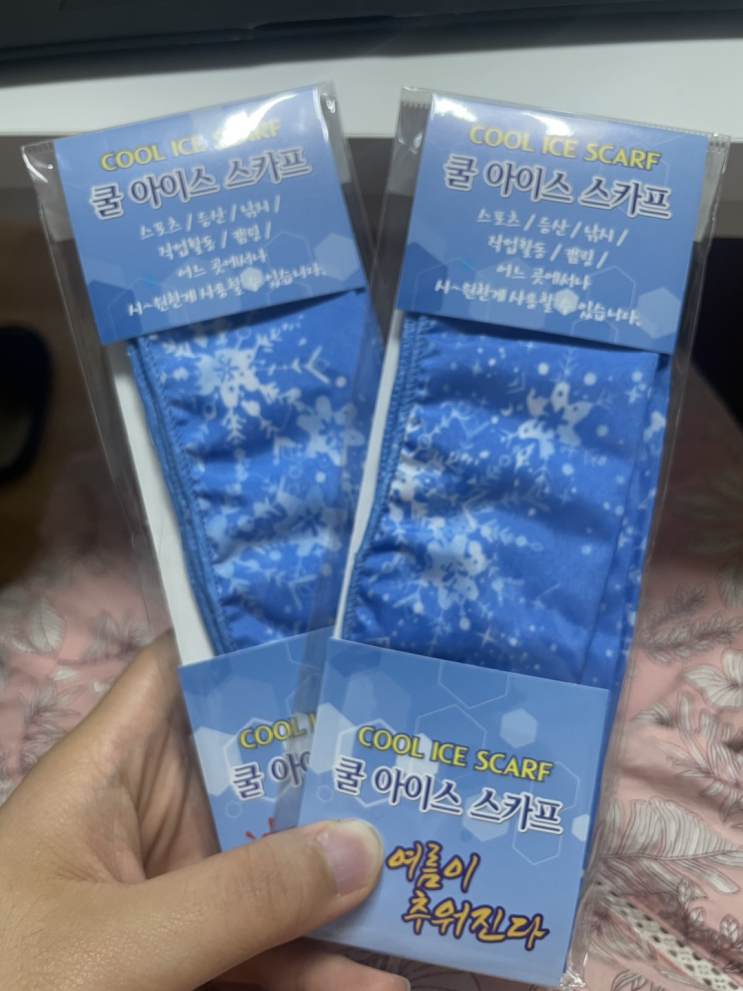 COOL ICE SCARF
쿨 아이스 스카프
스포츠 / 등산 / 낚시 /
작업활동 / 캠핑 /
어느 곳에서나
시~원한게 사용할 수 있습니다.
COOL
쿨
COOL ICE SCARF
쿨 아이스 스카프
스포츠 / 등산 / 낚시 /
작업활동 / 캠핑 /
어느 곳에서나
시~원한게 사용할 수 있습니다.
COOL ICE SCARF
쿨 아이스 스카프
여름이
추워진다